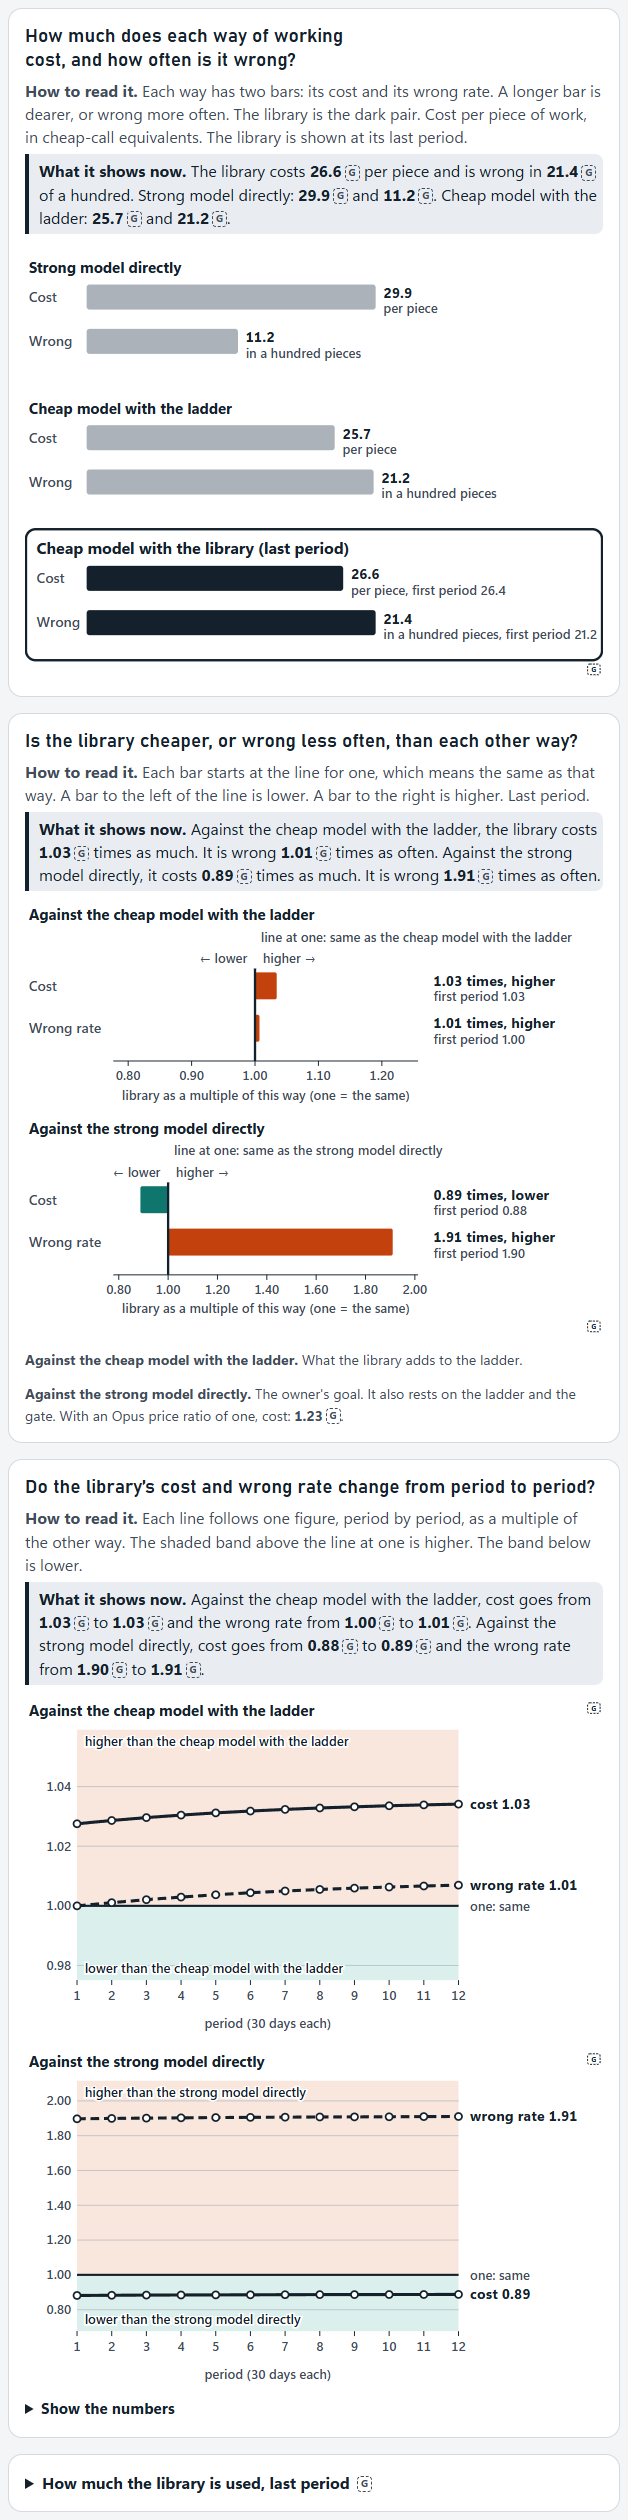 How much does each way of working
cost, and how often is it wrong?
How to read it. Each way has two bars: its cost and its wrong rate. A longer bar is
dearer, or wrong more often. The library is the dark pair. Cost per piece of work,
in cheap-call equivalents. The library is shown at its last period.
What it shows now. The library costs 26.6 G per piece and is wrong in 21.4 G
of a hundred. Strong model directly: 29.9 G and 11.2 G. Cheap model with the
ladder: 25.7 G and 21.2 G.
Strong model directly
Cost
29.9
per piece
Wrong
11.2
in a hundred pieces
Cheap model with the ladder
Cost
25.7
per piece
Wrong
21.2
in a hundred pieces
Cheap model with the library (last period)
Cost
26.6
per piece, first period 26.4
Wrong
21.4
in a hundred pieces, first period 21.2
G
Is the library cheaper, or wrong less often, than each other way?
How to read it. Each bar starts at the line for one, which means the same as that
way. A bar to the left of the line is lower. A bar to the right is higher. Last period.
What it shows now. Against the cheap model with the ladder, the library costs
1.03 G times as much. It is wrong 1.01 G times as often. Against the strong
model directly, it costs 0.89 G times as much. It is wrong 1.91 G times as often.
Against the cheap model with the ladder
line at one: same as the cheap model with the ladder
← lower higher →
Cost
1.03 times, higher
first period 1.03
Wrong rate
1.01 times, higher
first period 1.00
0.80 0.90 1.00 1.10 1.20
library as a multiple of this way (one = the same)
Against the strong model directly
line at one: same as the strong model directly
← lower higher →
Cost
0.89 times, lower
first period 0.88
Wrong rate
1.91 times, higher
first period 1.90
0.80 1.00 1.20 1.40 1.60 1.80 2.00
library as a multiple of this way (one = the same)
G
Against the cheap model with the ladder. What the library adds to the ladder.
Against the strong model directly. The owner's goal. It also rests on the ladder and the
gate. With an Opus price ratio of one, cost: 1.23 G.
Do the library's cost and wrong rate change from period to period?
How to read it. Each line follows one figure, period by period, as a multiple of
the other way. The shaded band above the line at one is higher. The band below
is lower.
What it shows now. Against the cheap model with the ladder, cost goes from
1.03 G to 1.03 G and the wrong rate from 1.00 G to 1.01 G. Against the
strong model directly, cost goes from 0.88 G to 0.89 G and the wrong rate
from 1.90 G to 1.91 G.
Against the cheap model with the ladder
G
higher than the cheap model with the ladder
1.04
cost 1.03
1.02
wrong rate 1.01
1.00
one: same
0.98
lower than the cheap model with the ladder
1 2 3 4 5 6 7 8 9 10 11 12
period (30 days each)
Against the strong model directly
G
higher than the strong model directly
2.00
wrong rate 1.91
1.80
1.60
1.40
1.20
1.00
one: same
cost 0.89
0.80
lower than the strong model directly
1 2 3 4 5 6 7 8 9 10 11 12
period (30 days each)
▶ Show the numbers
▶ How much the library is used, last period G